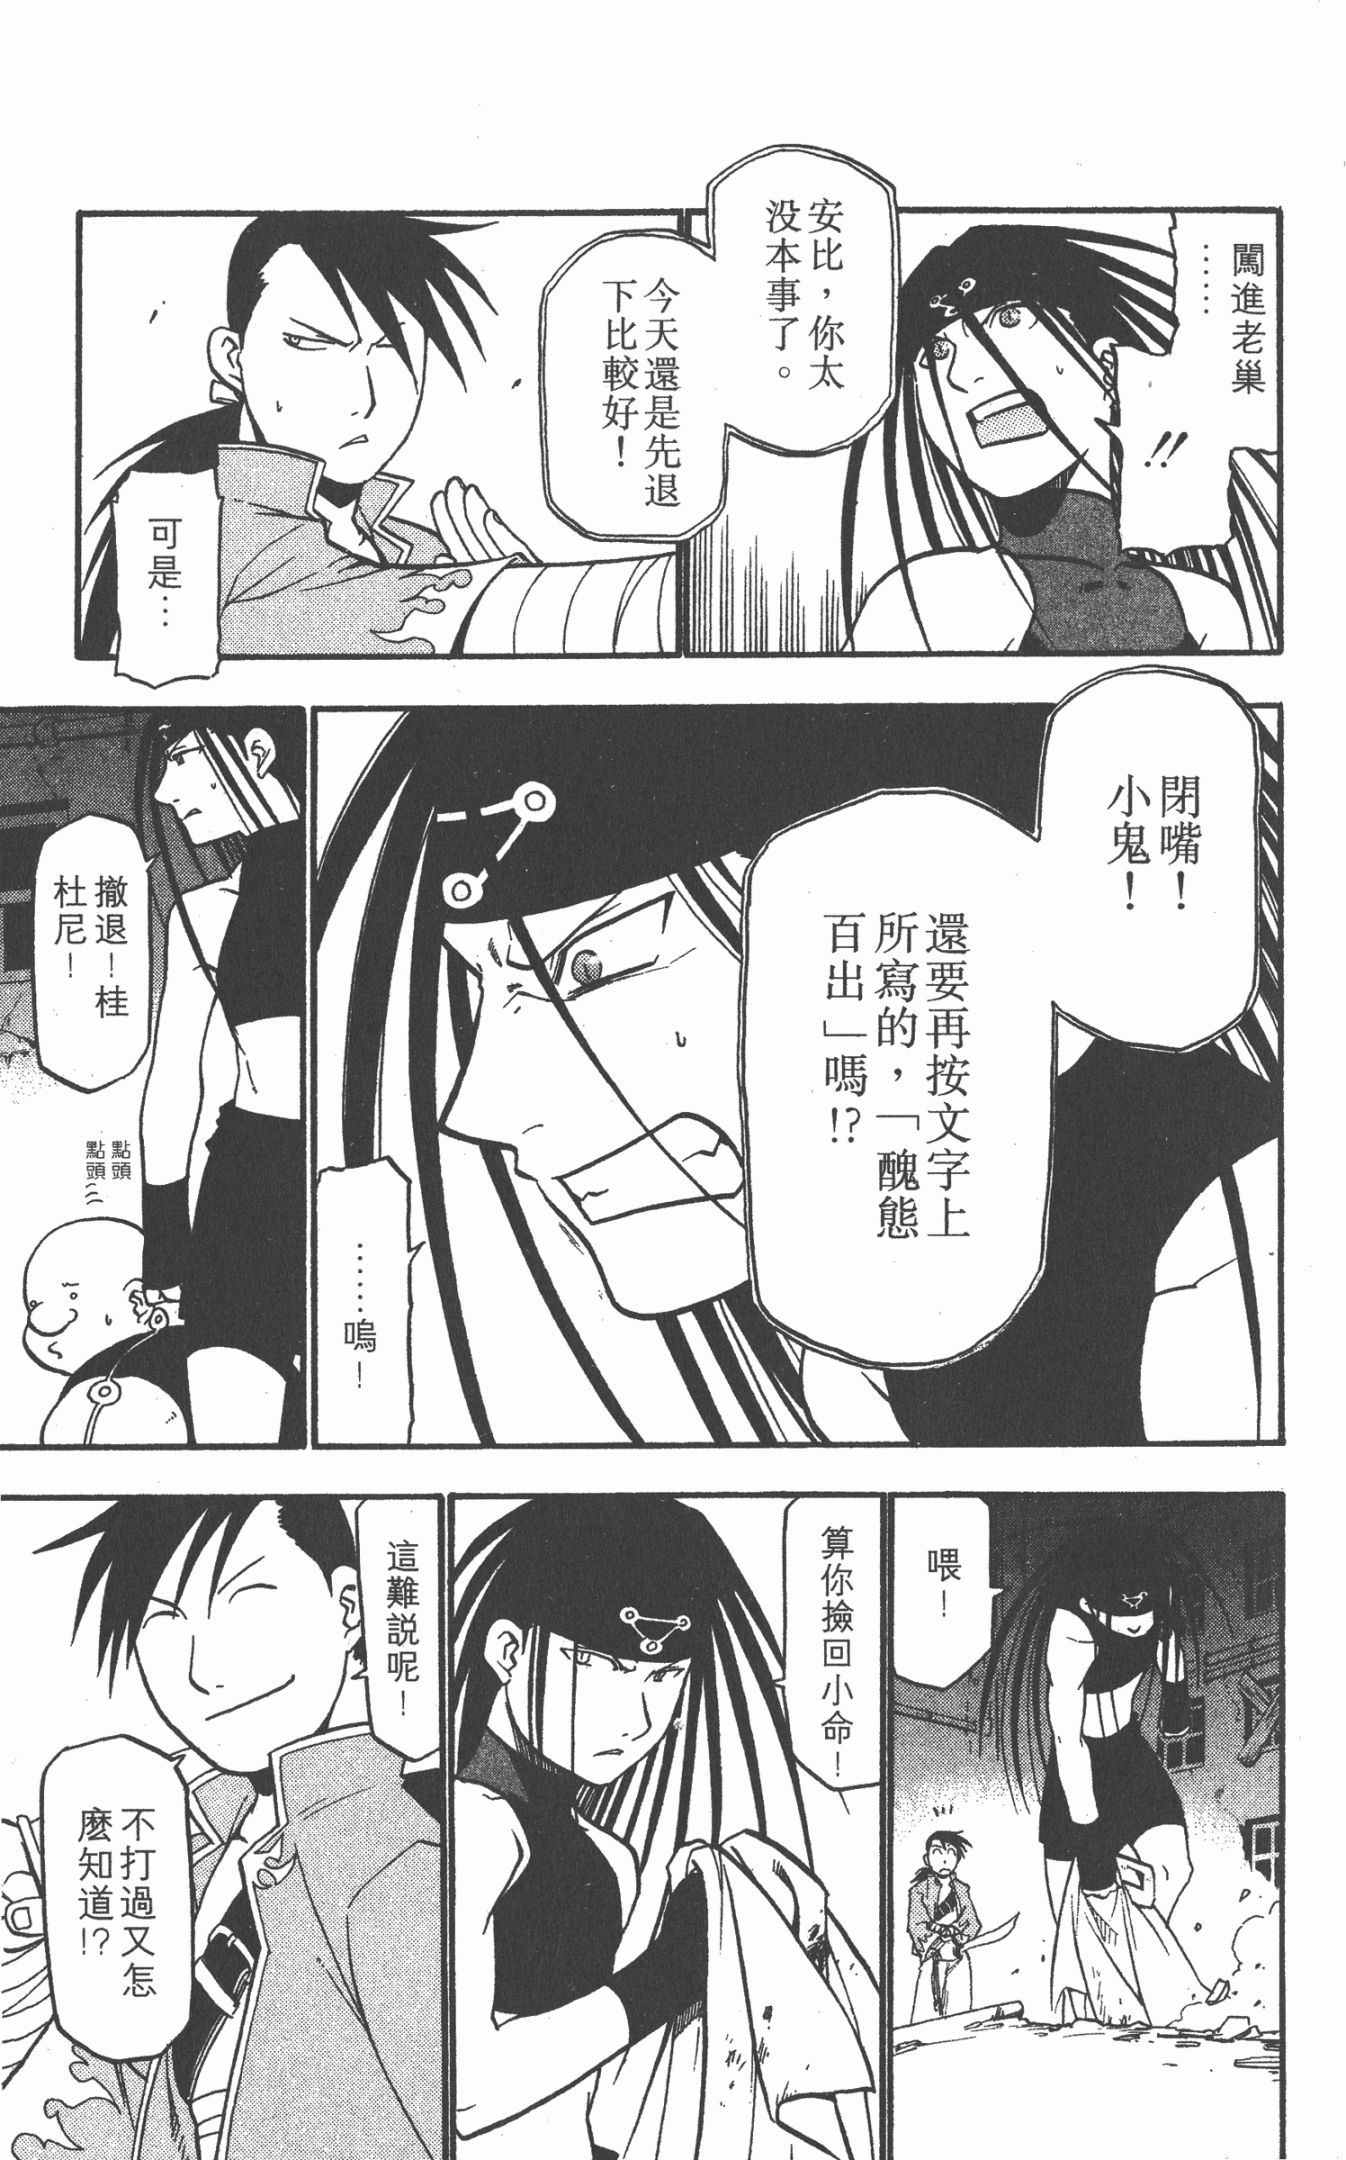 闖進老巢
……
!!
安比，你太
没本事了。
今天還是先退
下比較好！
可是…
閉嘴！
小鬼！
還要再按文字上
所寫的，「醜態
百出」嗎!?
……嗚！
撤退！桂
杜尼！
點頭
點頭
喂！
算你撿回小命！
這難説呢！
不打過又怎
麼知道!?